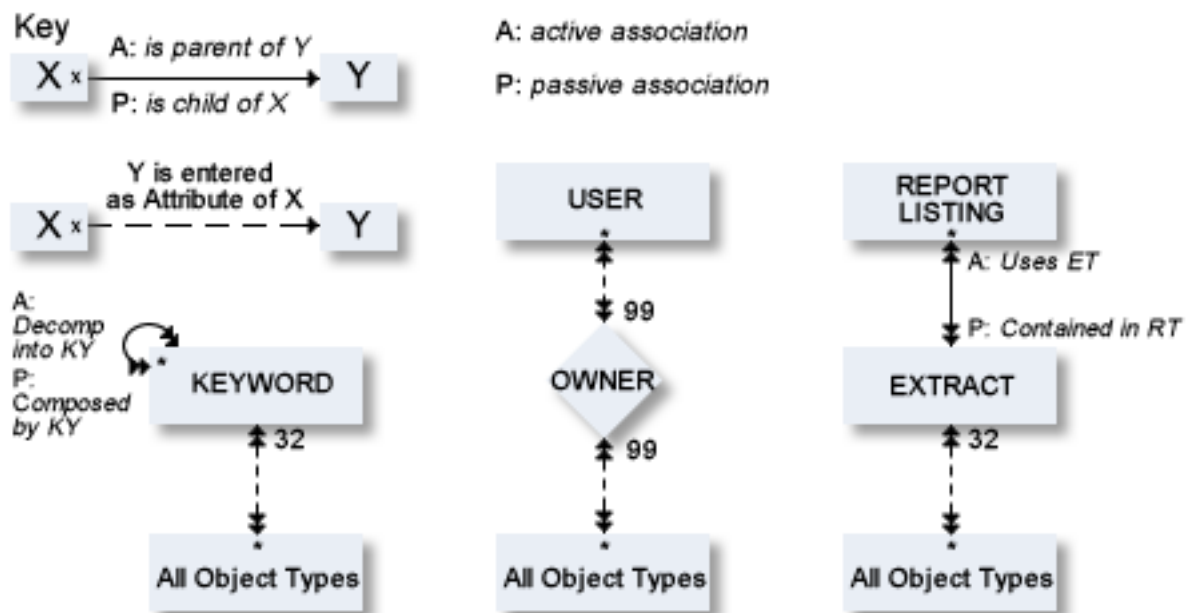 Key
X x
A: is parent of Y
P: is child of X
Y
A: active association
P: passive association
X x
Y is entered
as Attribute of X
Y
USER
*
99
OWNER
99
*
All Object Types
REPORT
LISTING
*
A: Uses ET
P: Contained in RT
EXTRACT
32
*
All Object Types
A:
Decomp
into KY
P:
Composed
by KY
*
KEYWORD
32
*
All Object Types